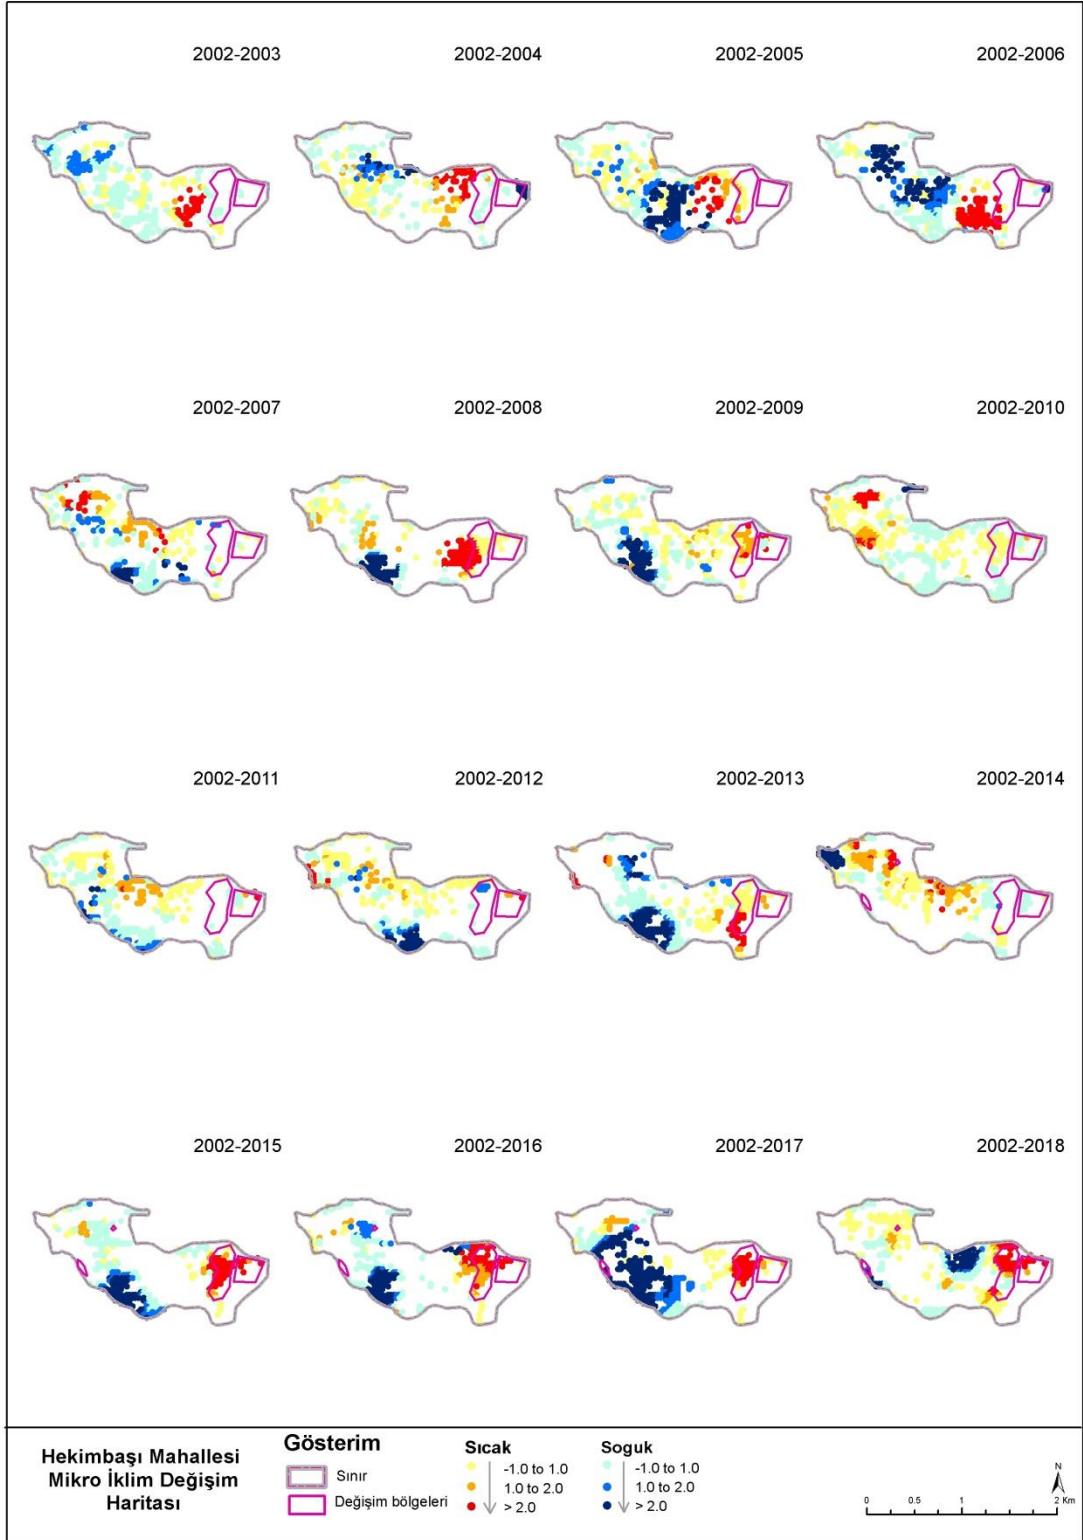 2002-2003
2002-2004
2002-2005
2002-2006
2002-2007
2002-2008
2002-2009
2002-2010
2002-2011
2002-2012
2002-2013
2002-2014
2002-2015
2002-2016
2002-2017
2002-2018
Hekimbaşı Mahallesi
Mikro İklim Değişim
Haritası
Gösterim
Sınır
Değişim bölgeleri
Sıcak
-1.0 to 1.0
1.0 to 2.0
> 2.0
Soguk
-1.0 to 1.0
1.0 to 2.0
> 2.0
N
0 0.5 1 2 Km